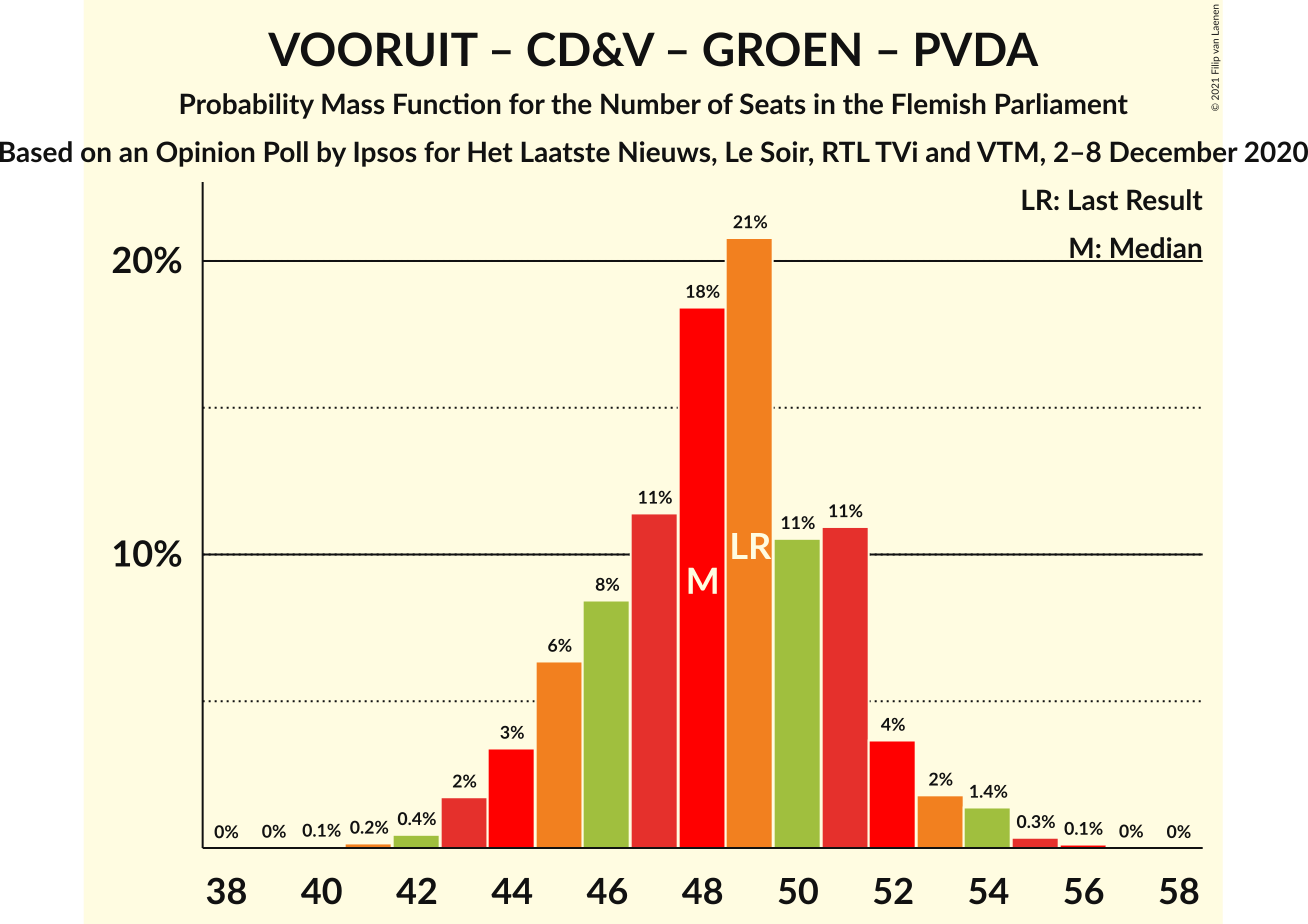 VOORUIT – CD&V – GROEN – PVDA
Probability Mass Function for the Number of Seats in the Flemish Parliament
Based on an Opinion Poll by Ipsos for Het Laatste Nieuws, Le Soir, RTL TVi and VTM, 2–8 December 2020
© 2021 Filip van Laenen
LR: Last Result
M: Median
20%
10%
0% 0% 0.1% 0.2% 0.4% 2% 3% 6% 8% 11% 18% 21% 11% 11% 4% 2% 1.4% 0.3% 0.1% 0% 0%
M
LR
38 40 42 44 46 48 50 52 54 56 58